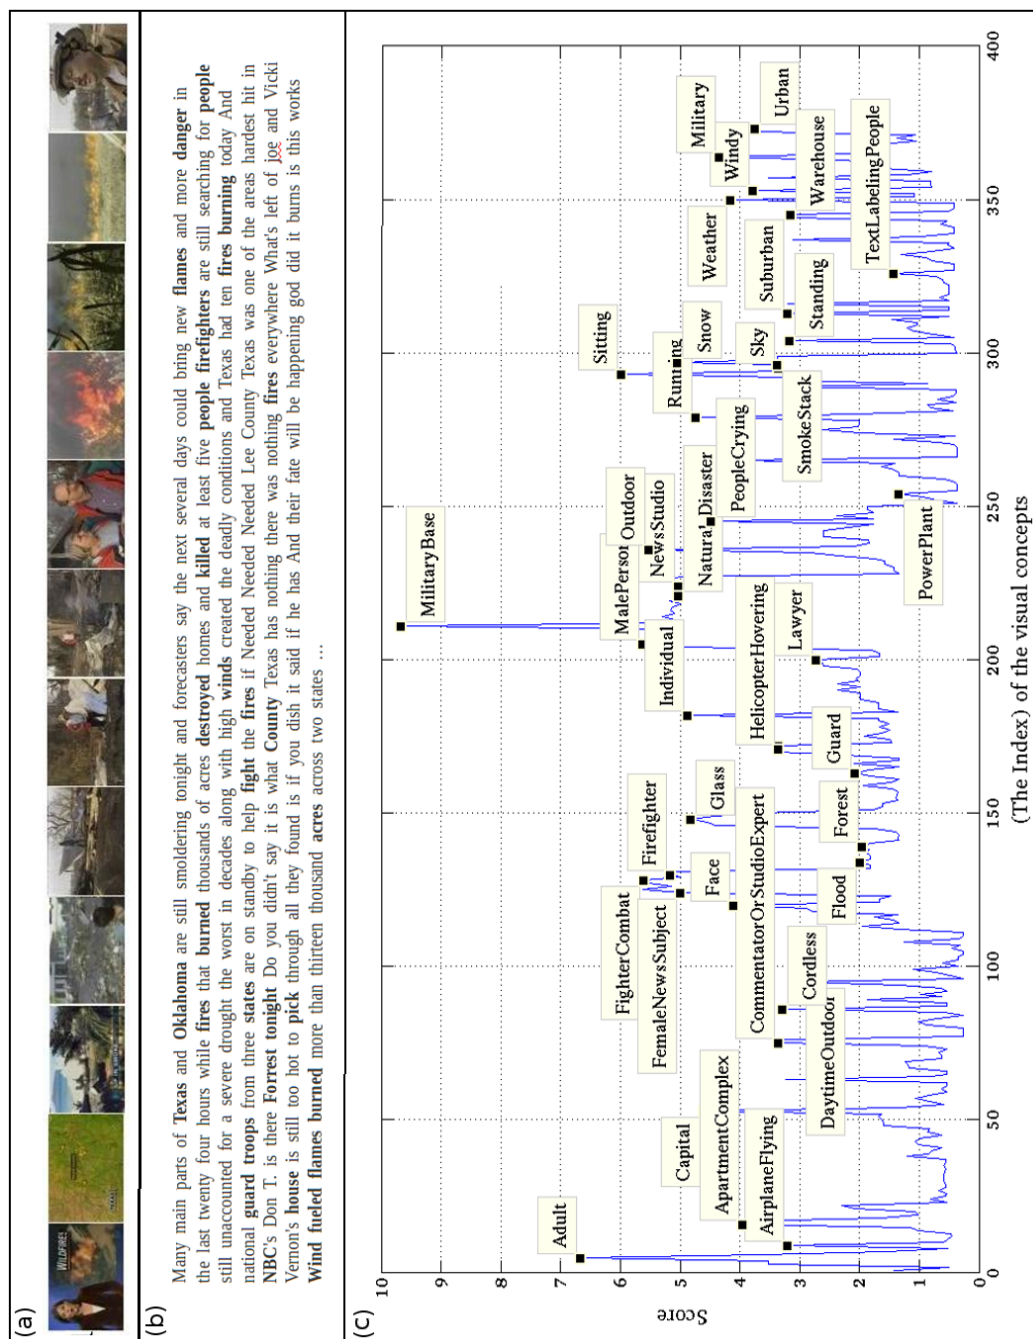 (a)
WILDFIRES
(b)
Many main parts of Texas and Oklahoma are still smoldering tonight and forecasters say the next several days could bring new flames and more danger in
the last twenty four hours while fires that burned thousands of acres destroyed homes and killed at least five people firefighters are still searching for people
still unaccounted for a severe drought the worst in decades along with high winds created the deadly conditions and Texas had ten fires burning today And
national guard troops from three states are on standby to help fight the fires if Needed Needed Lee County Texas was one of the areas hardest hit in
NBC's Don T. is there Forrest tonight Do you didn't say it is what County Texas has nothing there was nothing fires everywhere What's left of joe and Vicki
Vernon's house is still too hot to pick through all they found is if you dish it said if he has And their fate will be happening god did it burns is this works
Wind fueled flames burned more than thirteen thousand acres across two states ...
(c)
Score
10
9
8
7
6
5
4
3
2
1
0
50
100
150
200
250
300
350
400
(The Index) of the visual concepts
Adult
Capital
ApartmentComplex
AirplaneFlying
FighterCombat
FemaleNewsSubject
Firefighter
Face
Glass
CommentatorOrStudioExpert
Cordless
DaytimeOutdoor
Flood
Forest
Guard
MilitaryBase
MalePerson
Individual
HelicopterHovering
Lawyer
Outdoor
NewsStudio
Natural Disaster
PeopleCrying
PowerPlant
Sitting
Running
Snow
Sky
SmokeStack
Standing
Suburban
Weather
Windy
Military
Urban
Warehouse
TextLabelingPeople